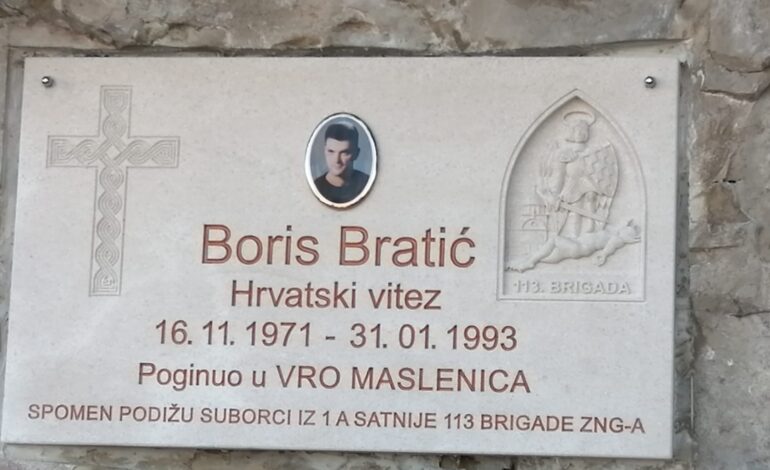 Boris Bratić
Hrvatski vitez
16. 11. 1971 - 31. 01. 1993
Poginuo u VRO MASLENICA
SPOMEN PODIŽU SUBORCI IZ 1 A SATNIJE 113 BRIGADE ZNG-A
113. BRIGADA